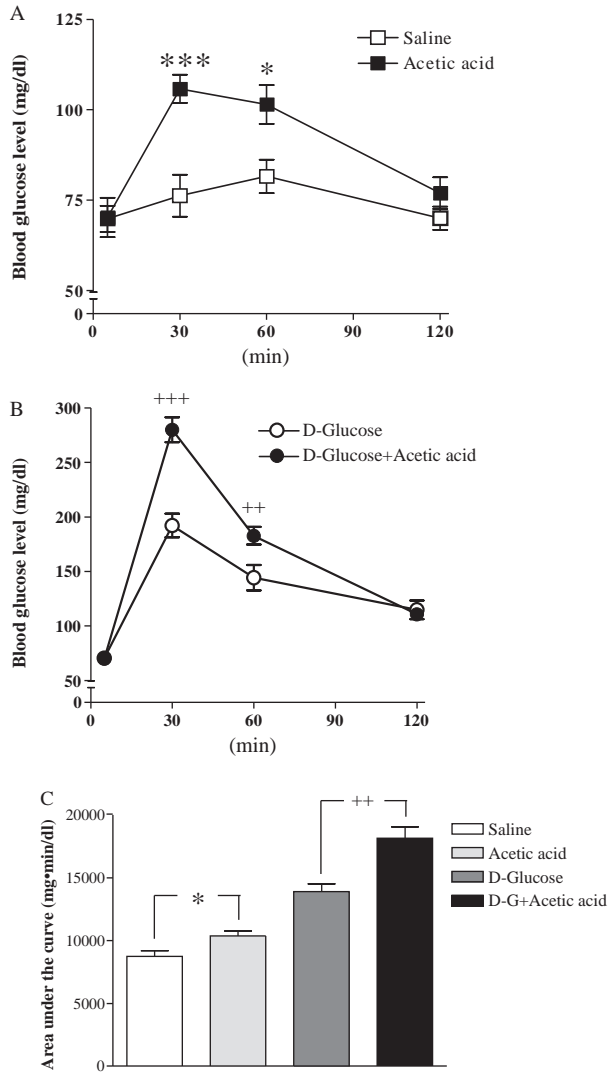 A
Saline
Acetic acid
***
*
Blood glucose level (mg/dl)
125
100
75
50
0
0 30 60 90 120
(min)
B
+++
++
D-Glucose
D-Glucose+Acetic acid
Blood glucose level (mg/dl)
300
250
200
150
100
50
0
0 30 60 90 120
(min)
C
*
++
Saline
Acetic acid
D-Glucose
D-G+Acetic acid
Area under the curve (mg•min/dl)
20000
15000
10000
5000
0